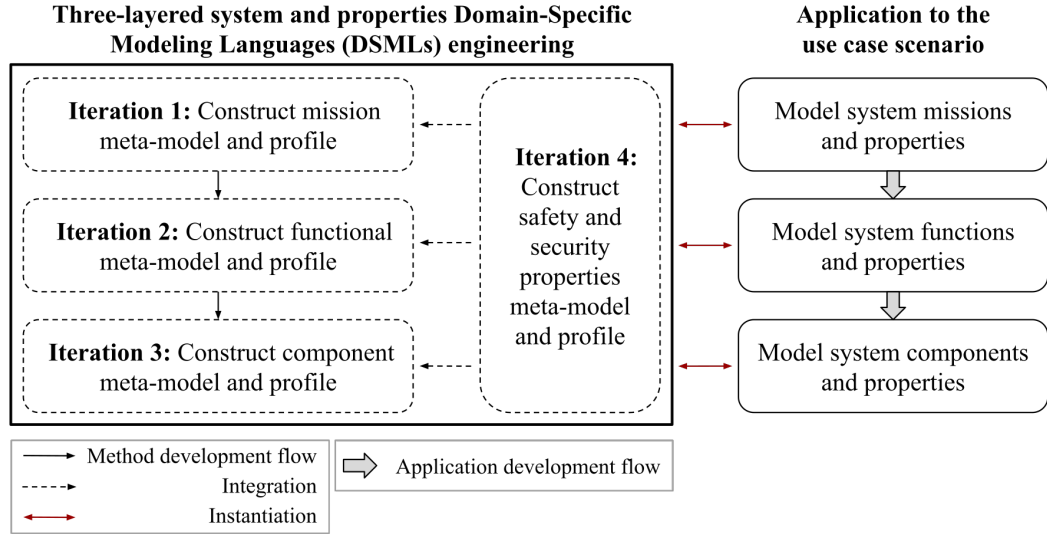 Three-layered system and properties Domain-Specific
Modeling Languages (DSMLs) engineering
Application to the
use case scenario
Iteration 1: Construct mission
meta-model and profile
Iteration 2: Construct functional
meta-model and profile
Iteration 3: Construct component
meta-model and profile
Iteration 4:
Construct
safety and
security
properties
meta-model
and profile
Model system missions
and properties
Model system functions
and properties
Model system components
and properties
Method development flow
Integration
Instantiation
Application development flow